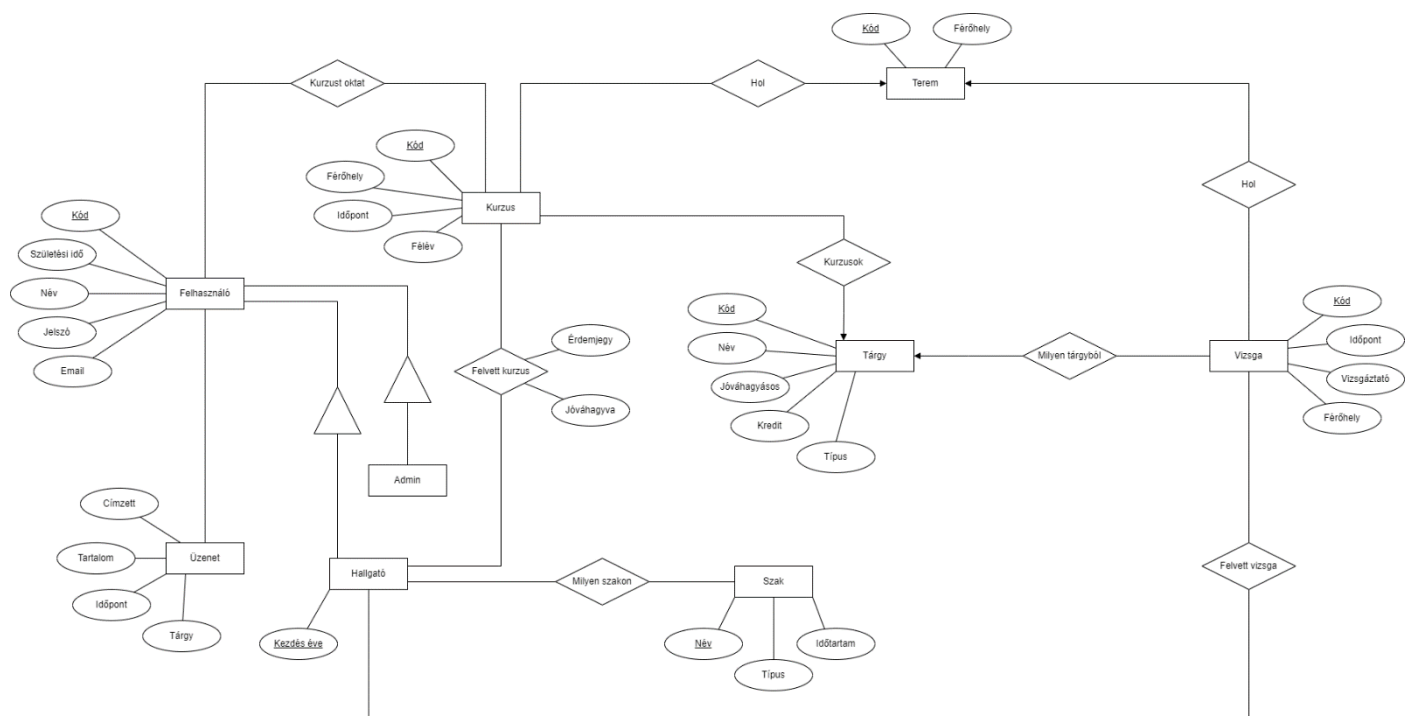 Kód
Férőhely
Terem
Kurzust oktat
Hol
Kód
Férőhely
Időpont
Félév
Kurzus
Hol
Kód
Születési idő
Név
Jelszó
Email
Felhasználó
Kurzusok
Kód
Név
Jóváhagyásos
Kredit
Típus
Tárgy
Milyen tárgyból
Vizsga
Kód
Időpont
Vizsgáztató
Férőhely
Érdemjegy
Felvett kurzus
Jóváhagyva
Admin
Címzett
Tartalom
Időpont
Tárgy
Üzenet
Hallgató
Kezdés éve
Milyen szakon
Szak
Név
Típus
Időtartam
Felvett vizsga